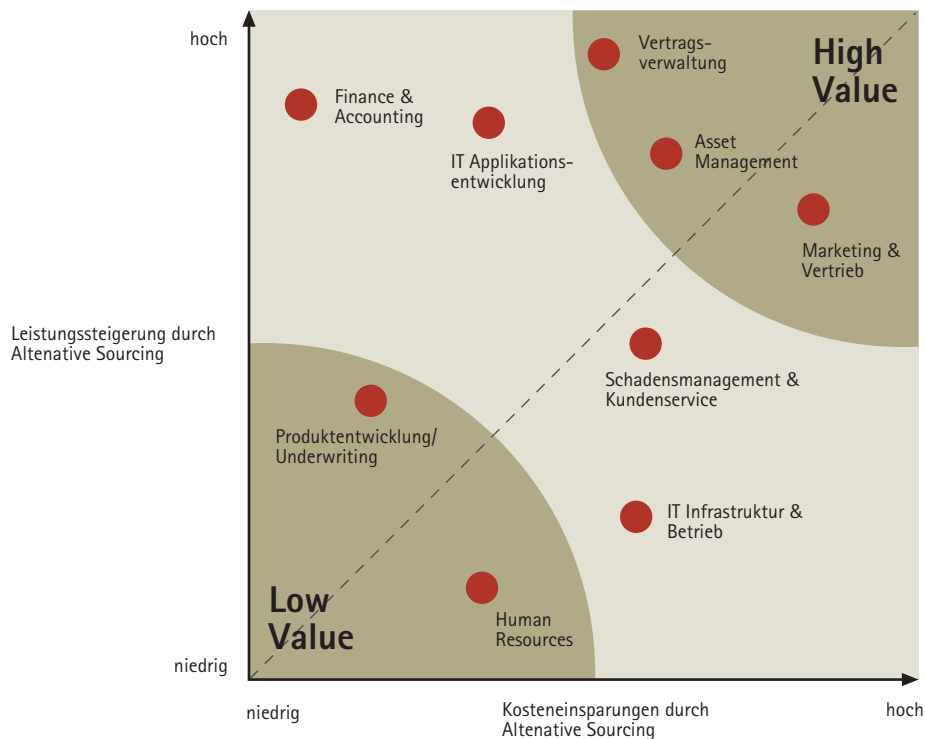 hoch
Vertrags-
verwaltung
High
Value
Finance &
Accounting
IT Applikations-
entwicklung
Asset
Management
Marketing &
Vertrieb
Leistungssteigerung durch
Altenative Sourcing
Schadensmanagement &
Kundenservice
Produktentwicklung/
Underwriting
IT Infrastruktur &
Betrieb
Low
Value
Human
Resources
niedrig
niedrig
Kosteneinsparungen durch
Altenative Sourcing
hoch